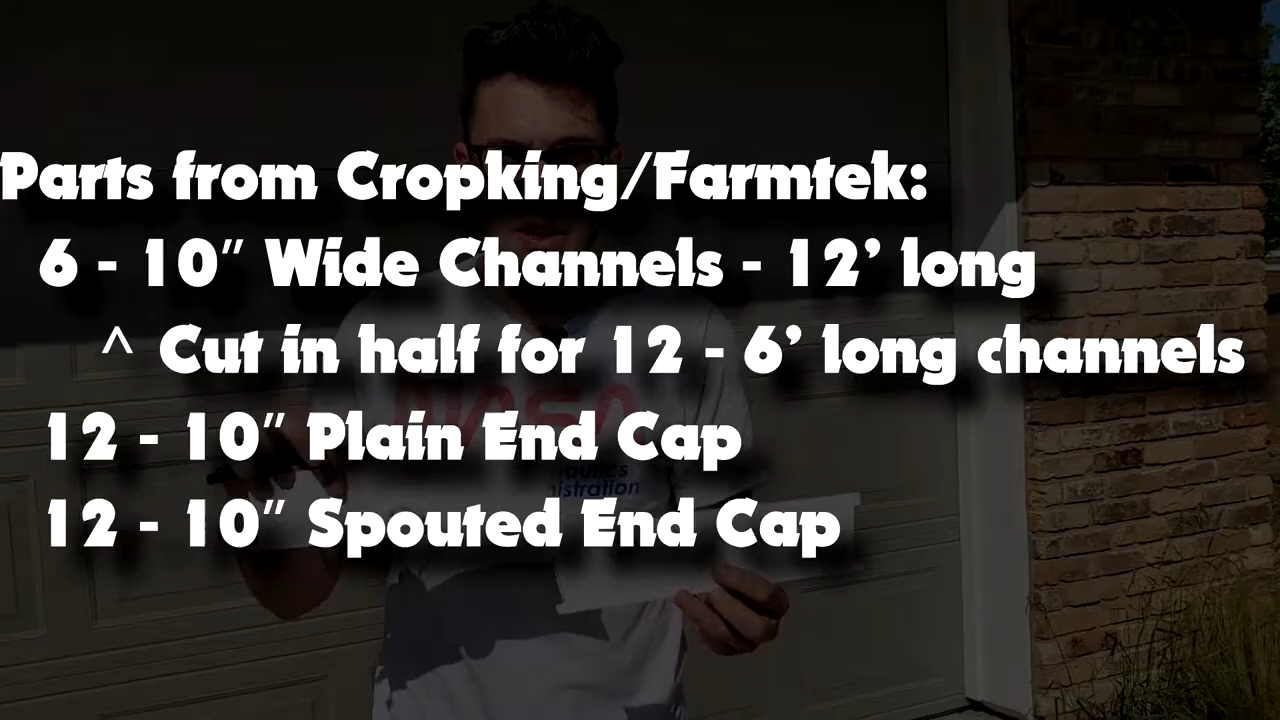 Parts from Cropking/Farmtek:
6 - 10″ Wide Channels - 12’ long
^ Cut in half for 12 - 6’ long channels
NASA
12 - 10″ Plain End Cap
12 - 10″ Spouted End Cap